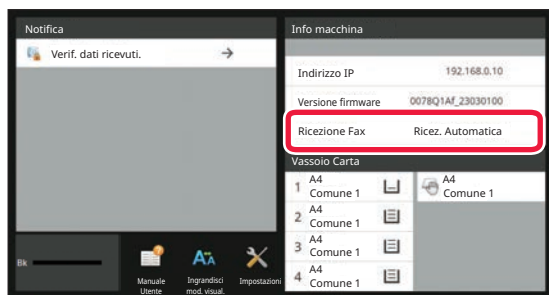 Notifica
Verif. dati ricevuti.
Info macchina
Indirizzo IP 192.168.0.10
Versione firmware 0078Q1Af_23030100
Ricezione Fax Ricez. Automatica
Vassoio Carta
1 A4
Comune 1
A4
Comune 1
2 A4
Comune 1
3 A4
Comune 1
4 A4
Comune 1
Bk
Manuale
Utente
Ingrandisci
mod. visual.
Impostazioni